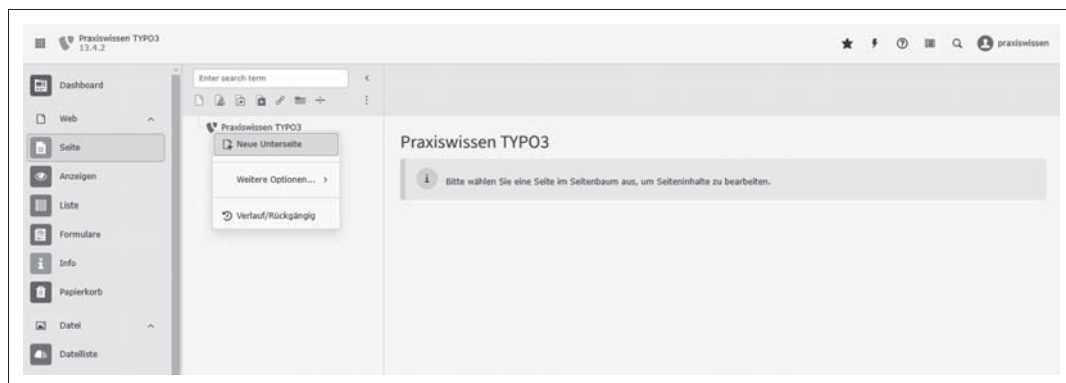 Praxiswissen TYPO3
13.4.2
praxiswissen
Dashboard
Web
Seite
Anzeigen
Liste
Formulare
Info
Papierkorb
Datei
Dateiliste
Enter search term
Praxiswissen TYPO3
Neue Unterseite
Weitere Optionen...
Verlauf/Rückgängig
Praxiswissen TYPO3
Bitte wählen Sie eine Seite im Seitenbaum aus, um Seiteninhalte zu bearbeiten.